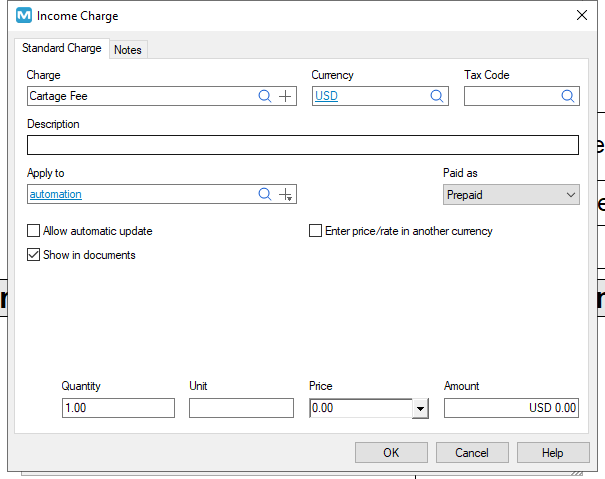 M Income Charge
Standard Charge Notes
Charge Currency Tax Code
Cartage Fee USD
Description
Apply to Paid as
automation Prepaid
Allow automatic update Enter price/rate in another currency
Show in documents
Quantity Unit Price Amount
1.00 0.00 USD 0.00
OK Cancel Help